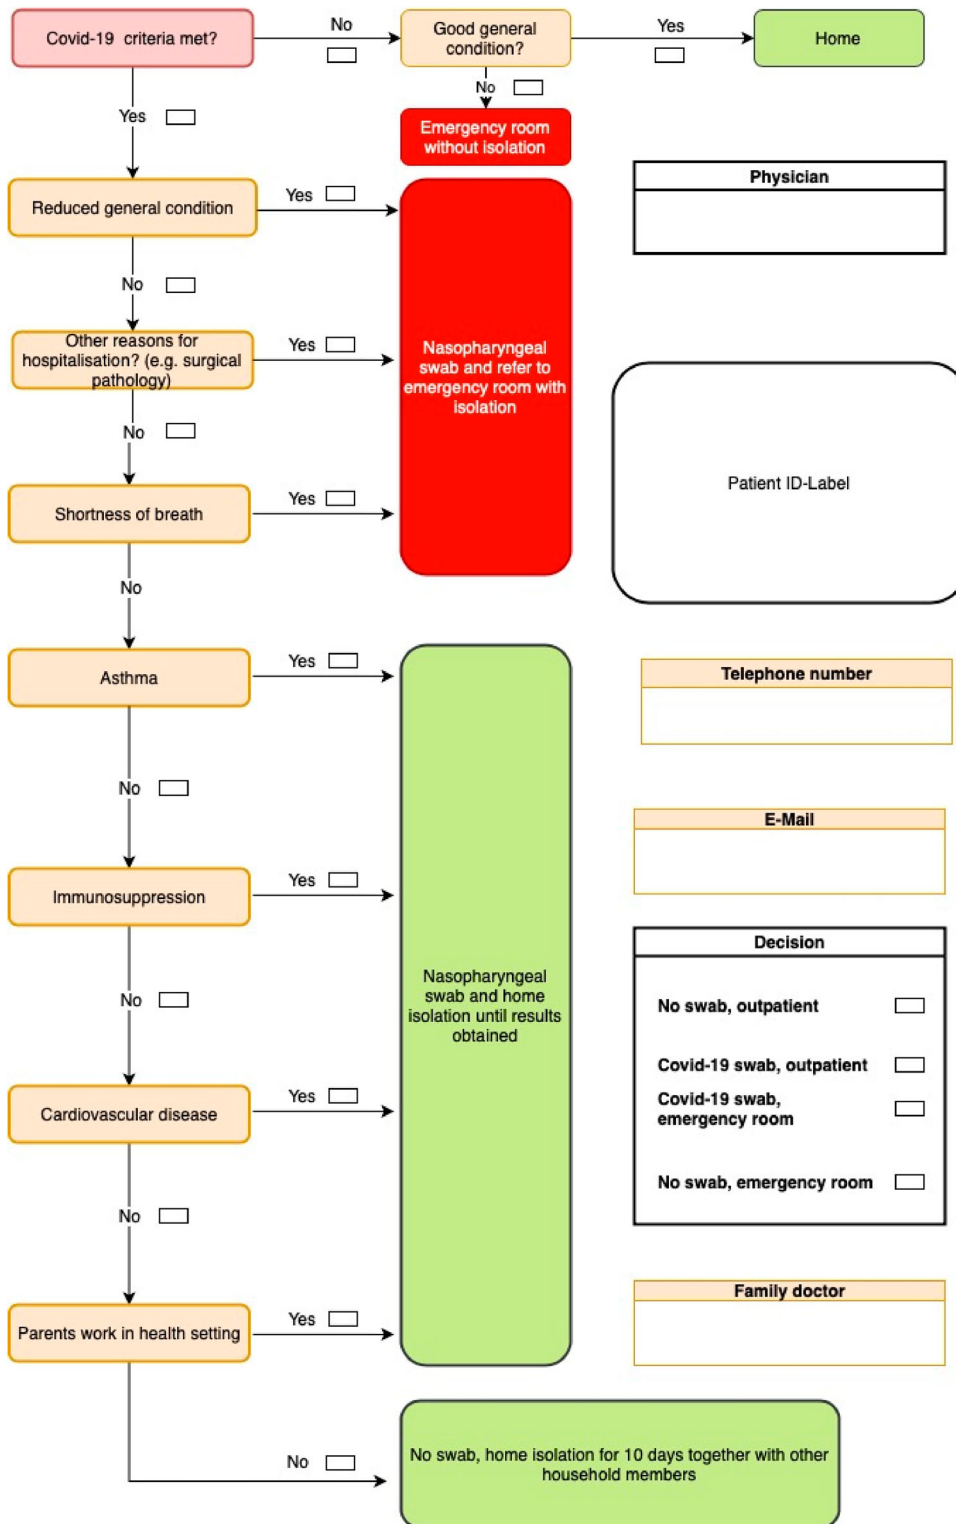 Covid-19 criteria met?
No
Good general
condition?
Yes
Home
No
Emergency room
without isolation
Yes
Physician
Reduced general condition
Yes
No
Other reasons for
hospitalisation? (e.g. surgical
pathology)
Yes
Nasopharyngeal
swab and refer to
emergency room with
isolation
No
Patient ID-Label
Shortness of breath
Yes
No
Asthma
Yes
Telephone number
No
E-Mail
Immunosuppression
Yes
Decision
Nasopharyngeal
swab and home
isolation until results
obtained
No
No swab, outpatient
Covid-19 swab, outpatient
Covid-19 swab,
emergency room
Cardiovascular disease
Yes
No swab, emergency room
No
Family doctor
Parents work in health setting
Yes
No
No swab, home isolation for 10 days together with other
household members